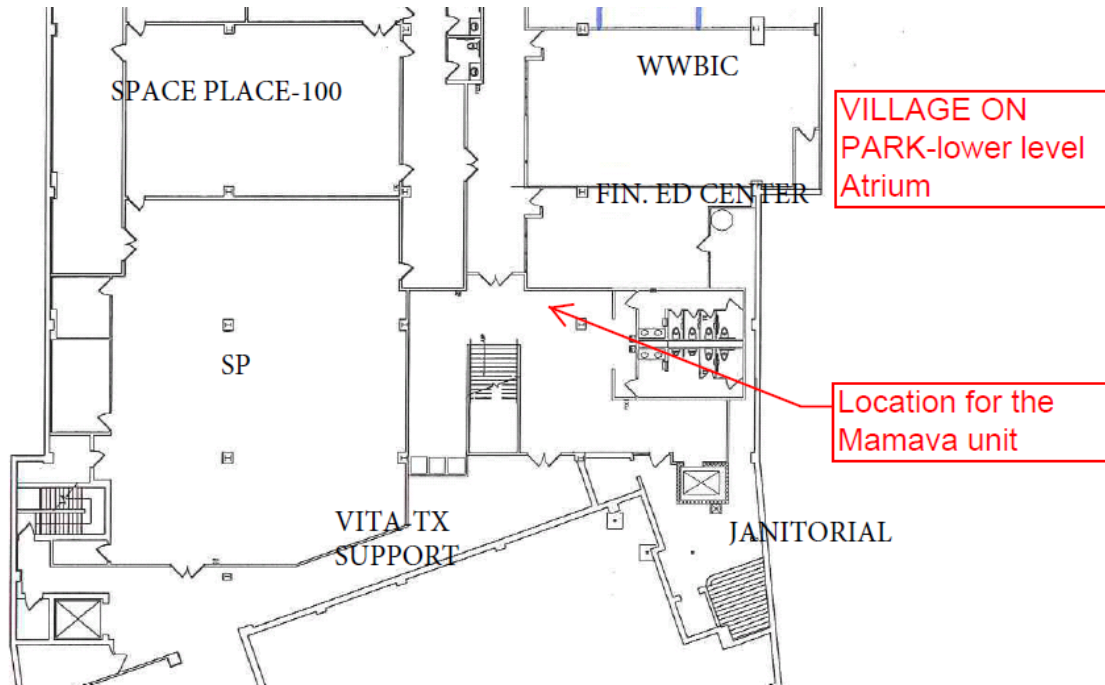 WWBIC
SPACE PLACE-100
VILLAGE ON
PARK-lower level
Atrium
FIN. ED CENTER
SP
Location for the
Mamava unit
VITA, TX
SUPPORT
JANITORIAL